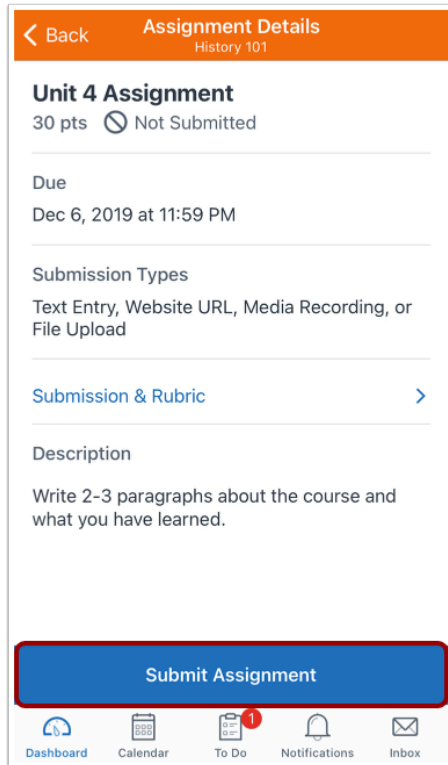 Back
Assignment Details
History 101
Unit 4 Assignment
30 pts Not Submitted
Due
Dec 6, 2019 at 11:59 PM
Submission Types
Text Entry, Website URL, Media Recording, or
File Upload
Submission & Rubric
Description
Write 2-3 paragraphs about the course and
what you have learned.
Submit Assignment
1
Dashboard Calendar To Do Notifications Inbox